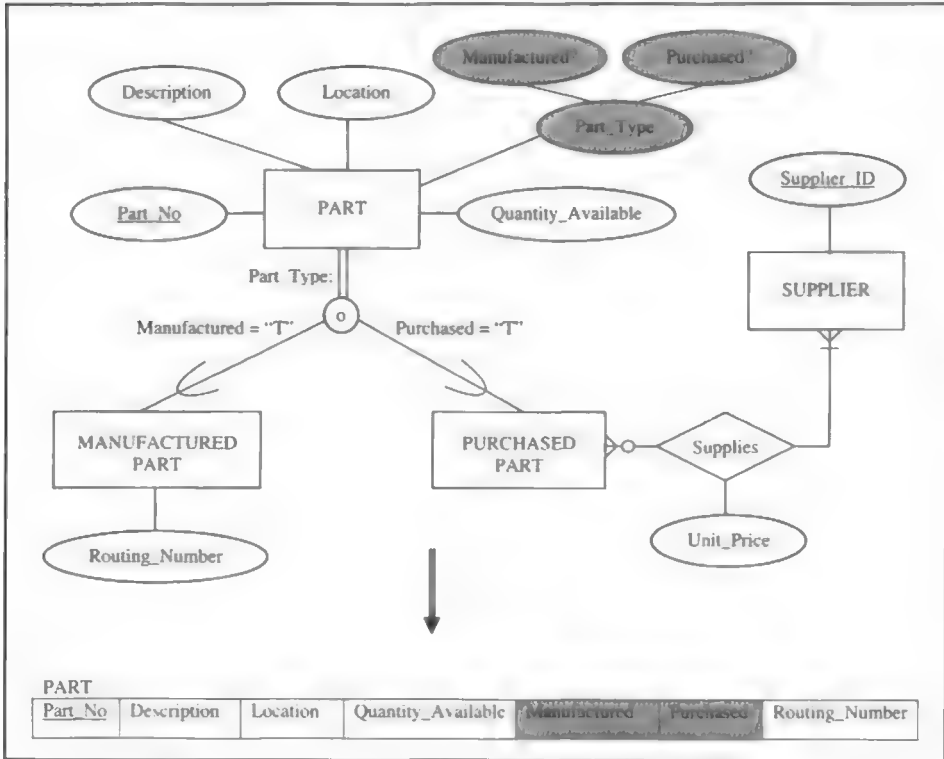 Manufactured? Purchased?
Description Location
Part_Type
Supplier_ID
Part_No PART Quantity_Available
Part Type: SUPPLIER
o
Manufactured = "T" Purchased = "T"
MANUFACTURED
PART
PURCHASED
PART
Supplies
Routing_Number Unit_Price
PART
Part_No Description Location Quantity_Available Manufactured Purchased Routing_Number